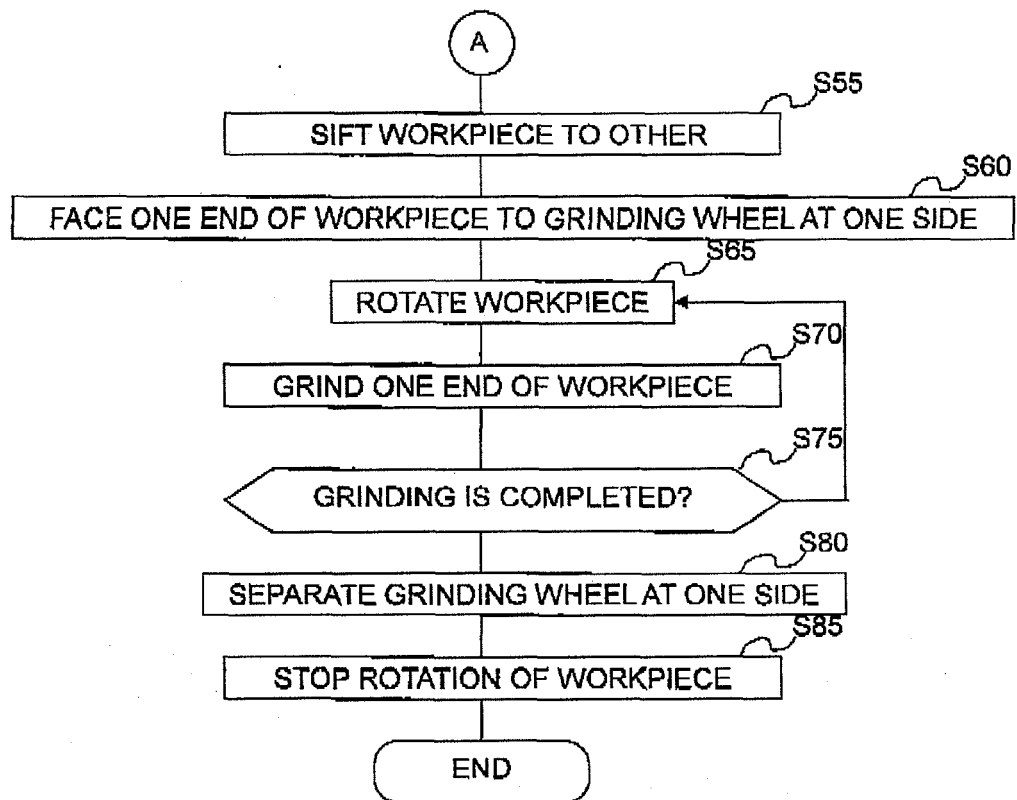 A
S55
SIFT WORKPIECE TO OTHER
S60
FACE ONE END OF WORKPIECE TO GRINDING WHEEL AT ONE SIDE
S65
ROTATE WORKPIECE
S70
GRIND ONE END OF WORKPIECE
S75
GRINDING IS COMPLETED?
S80
SEPARATE GRINDING WHEEL AT ONE SIDE
S85
STOP ROTATION OF WORKPIECE
END